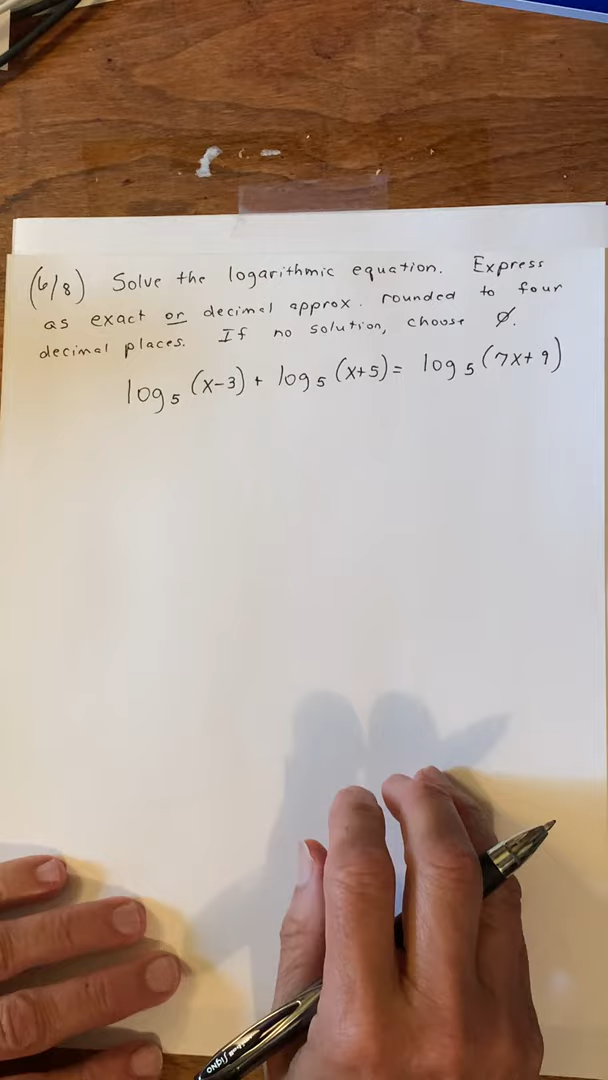 (6/8) Solve the logarithmic equation. Express
as exact or decimal approx. rounded to four
decimal places. If no solution, choose Ø.
log₅ (x-3) + log₅ (x+5) = log₅ (7x+9)
SIGNO